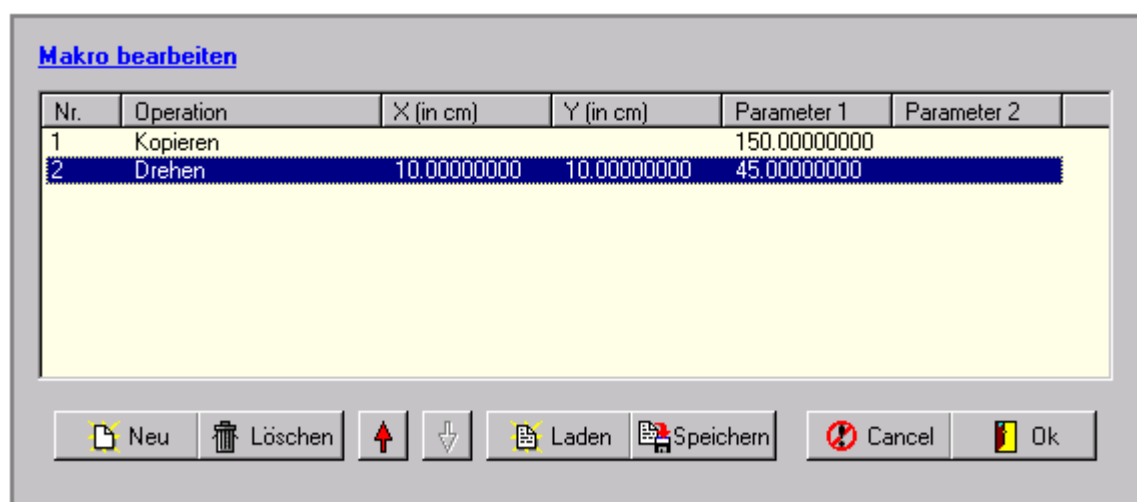 Makro bearbeiten
Nr. Operation X (in cm) Y (in cm) Parameter 1 Parameter 2
1 Kopieren 150.00000000
2 Drehen 10.00000000 10.00000000 45.00000000
Neu Löschen Laden Speichern Cancel Ok